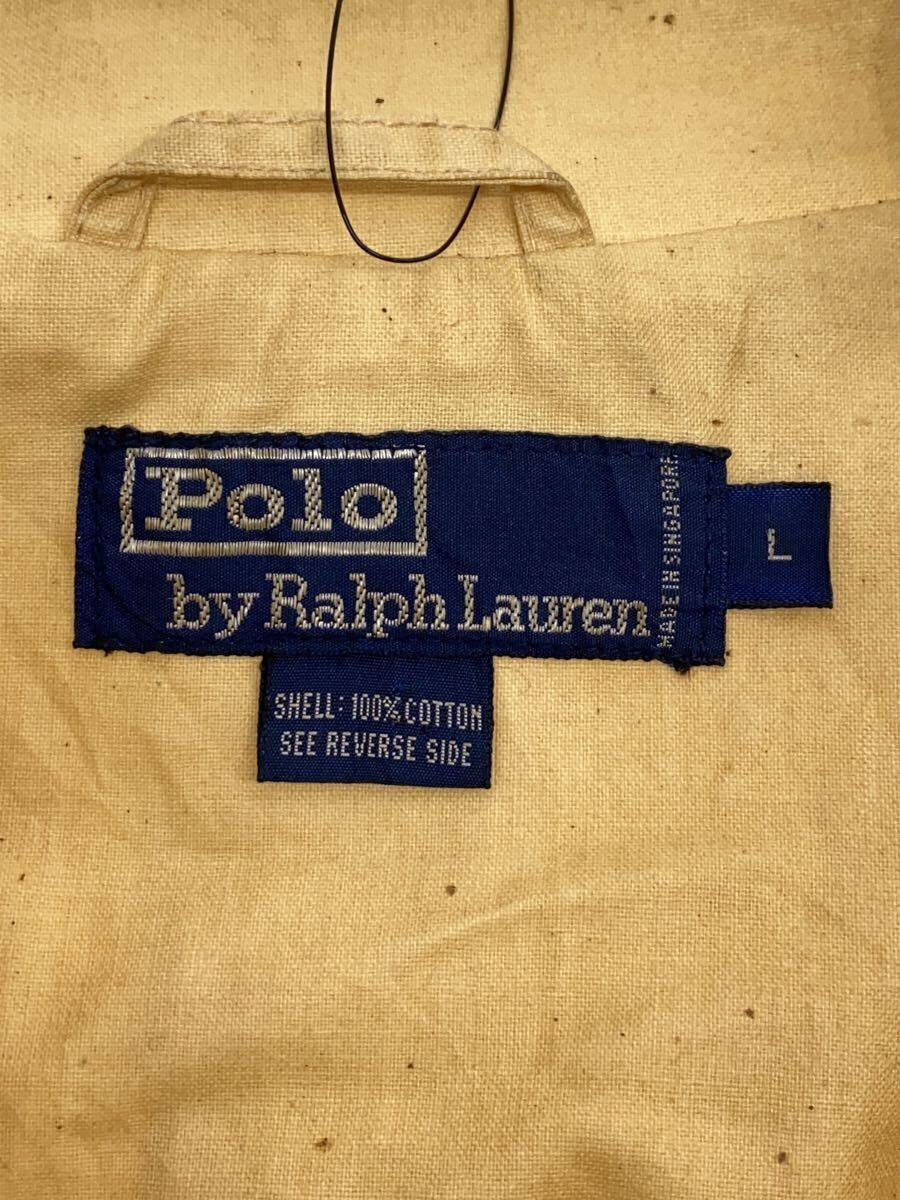 Polo
by Ralph Lauren
MADE IN SINGAPORE
L
SHELL: 100% COTTON
SEE REVERSE SIDE